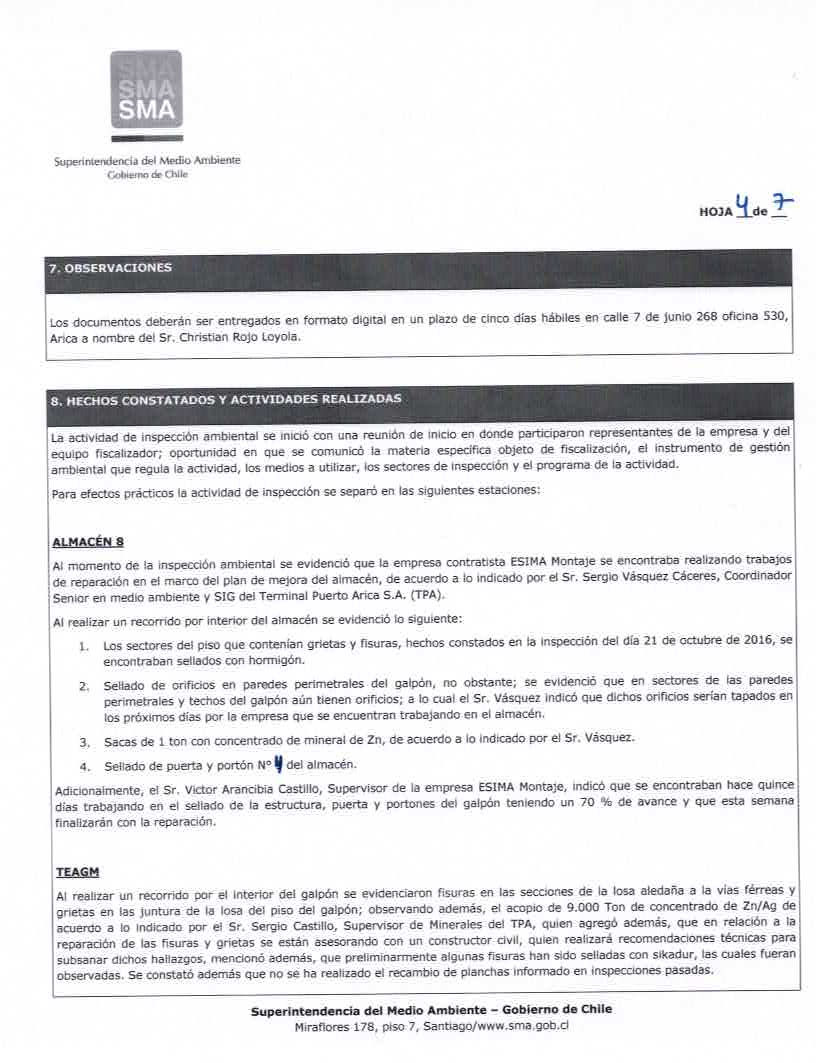 SMA
SMA
SMA
Superintendencia del Medio Ambiente
Gobierno de Chile
HOJA 4 de 7
7. OBSERVACIONES
Los documentos deberán ser entregados en formato digital en un plazo de cinco días hábiles en calle 7 de junio 268 oficina 530,
Arica a nombre del Sr. Christian Rojo Loyola.
8. HECHOS CONSTATADOS Y ACTIVIDADES REALIZADAS
La actividad de inspección ambiental se inició con una reunión de inicio en donde participaron representantes de la empresa y del
equipo fiscalizador; oportunidad en que se comunicó la materia específica objeto de fiscalización, el instrumento de gestión
ambiental que regula la actividad, los medios a utilizar, los sectores de inspección y el programa de la actividad.
Para efectos prácticos la actividad de inspección se separó en las siguientes estaciones:
ALMACÉN 8
Al momento de la inspección ambiental se evidenció que la empresa contratista ESIMA Montaje se encontraba realizando trabajos
de reparación en el marco del plan de mejora del almacén, de acuerdo a lo indicado por el Sr. Sergio Vásquez Cáceres, Coordinador
Senior en medio ambiente y SIG del Terminal Puerto Arica S.A. (TPA).
Al realizar un recorrido por interior del almacén se evidenció lo siguiente:
1. Los sectores del piso que contenían grietas y fisuras, hechos constados en la inspección del día 21 de octubre de 2016, se
encontraban sellados con hormigón.
2. Sellado de orificios en paredes perimetrales del galpón, no obstante; se evidenció que en sectores de las paredes
perimetrales y techos del galpón aún tienen orificios; a lo cual el Sr. Vásquez indicó que dichos orificios serían tapados en
los próximos días por la empresa que se encuentran trabajando en el almacén.
3. Sacas de 1 ton con concentrado de mineral de Zn, de acuerdo a lo indicado por el Sr. Vásquez.
4. Sellado de puerta y portón N° 4 del almacén.
Adicionalmente, el Sr. Victor Arancibia Castillo, Supervisor de la empresa ESIMA Montaje, indicó que se encontraban hace quince
días trabajando en el sellado de la estructura, puerta y portones del galpón teniendo un 70 % de avance y que esta semana
finalizarán con la reparación.
TEAGM
Al realizar un recorrido por el interior del galpón se evidenciaron fisuras en las secciones de la losa aledaña a la vías férreas y
grietas en las juntura de la losa del piso del galpón; observando además, el acopio de 9.000 Ton de concentrado de Zn/Ag de
acuerdo a lo indicado por el Sr. Sergio Castillo, Supervisor de Minerales del TPA, quien agregó además, que en relación a la
reparación de las fisuras y grietas se están asesorando con un constructor civil, quien realizará recomendaciones técnicas para
subsanar dichos hallazgos, mencionó además, que preliminarmente algunas fisuras han sido selladas con sikadur, las cuales fueran
observadas. Se constató además que no se ha realizado el recambio de planchas informado en inspecciones pasadas.
Superintendencia del Medio Ambiente – Gobierno de Chile
Miraflores 178, piso 7, Santiago/www.sma.gob.cl